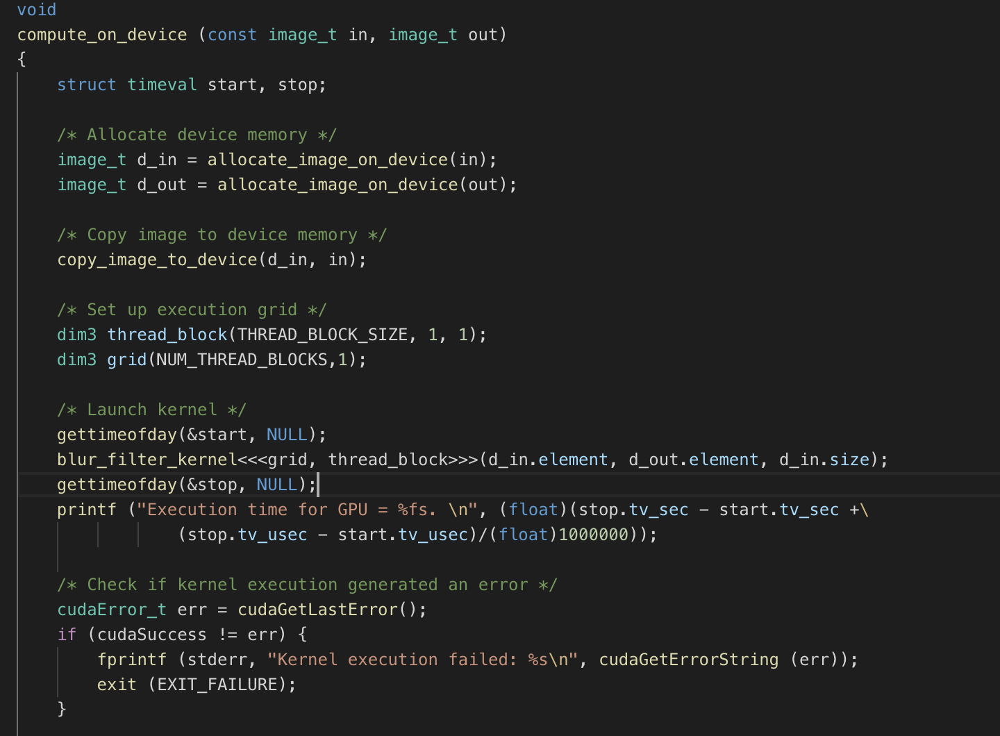 void
compute_on_device (const image_t in, image_t out)
{
    struct timeval start, stop;

    /* Allocate device memory */
    image_t d_in = allocate_image_on_device(in);
    image_t d_out = allocate_image_on_device(out);

    /* Copy image to device memory */
    copy_image_to_device(d_in, in);

    /* Set up execution grid */
    dim3 thread_block(THREAD_BLOCK_SIZE, 1, 1);
    dim3 grid(NUM_THREAD_BLOCKS,1);

    /* Launch kernel */
    gettimeofday(&start, NULL);
    blur_filter_kernel<<<grid, thread_block>>>(d_in.element, d_out.element, d_in.size);
    gettimeofday(&stop, NULL);
    printf ("Execution time for GPU = %fs. \n", (float)(stop.tv_sec - start.tv_sec +\
                (stop.tv_usec - start.tv_usec)/(float)1000000));

    /* Check if kernel execution generated an error */
    cudaError_t err = cudaGetLastError();
    if (cudaSuccess != err) {
        fprintf (stderr, "Kernel execution failed: %s\n", cudaGetErrorString (err));
        exit (EXIT_FAILURE);
    }